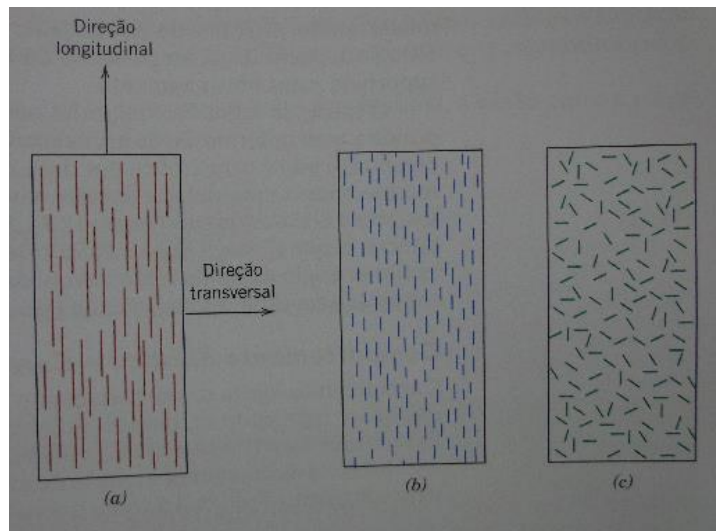 Direção
longitudinal
Direção
transversal
(a)
(b)
(c)